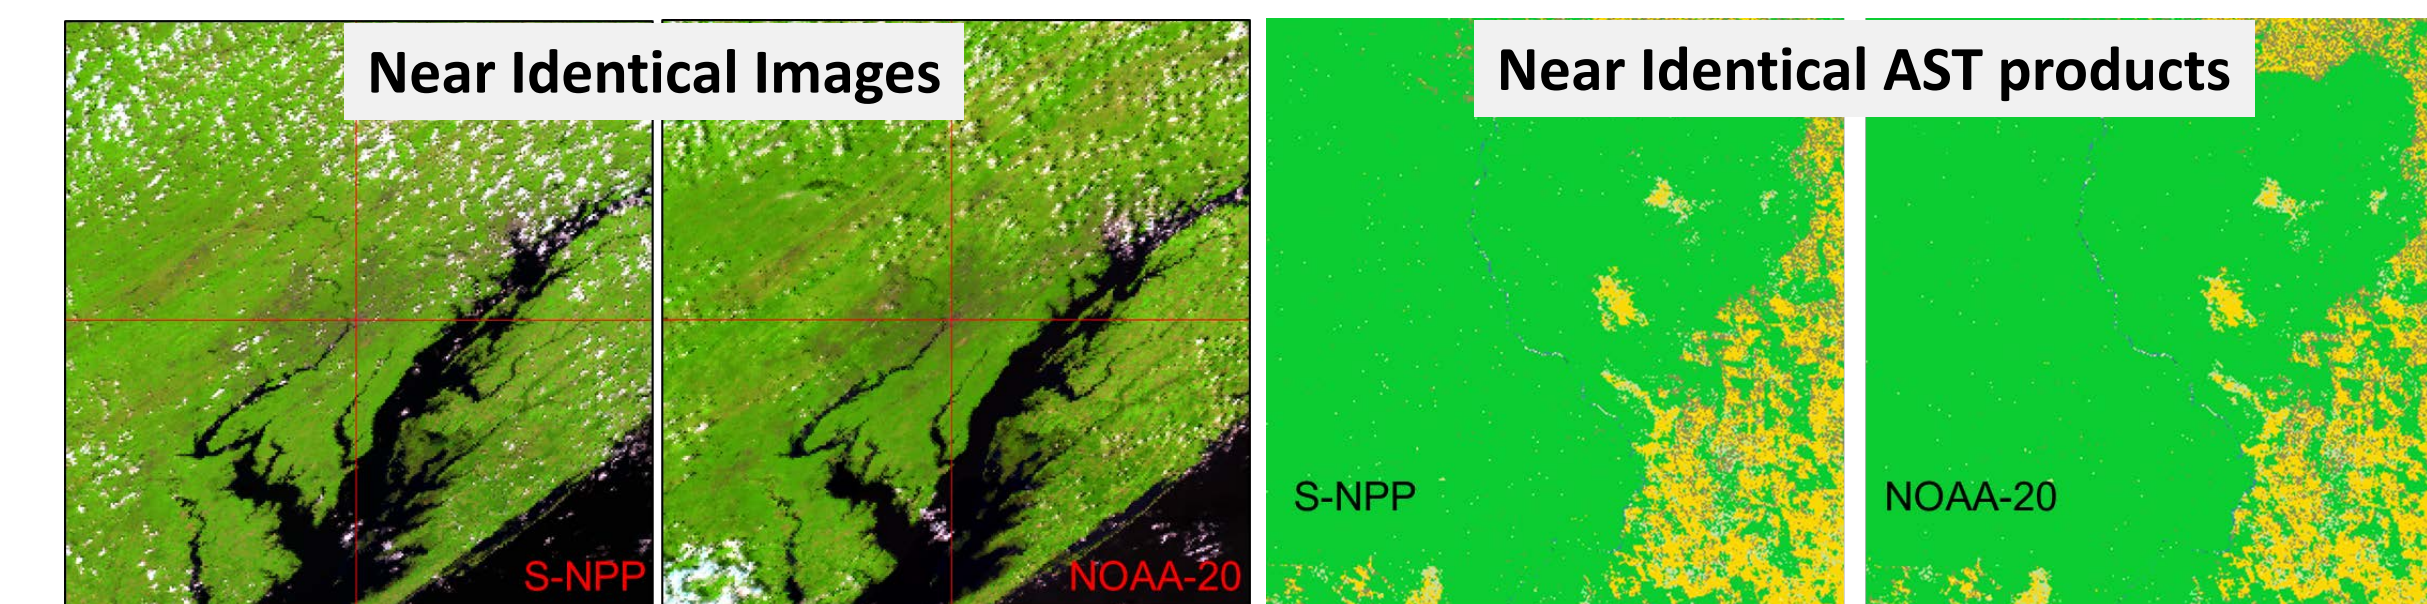 Near Identical Images
Near Identical AST products
S-NPP
NOAA-20
S-NPP
NOAA-20